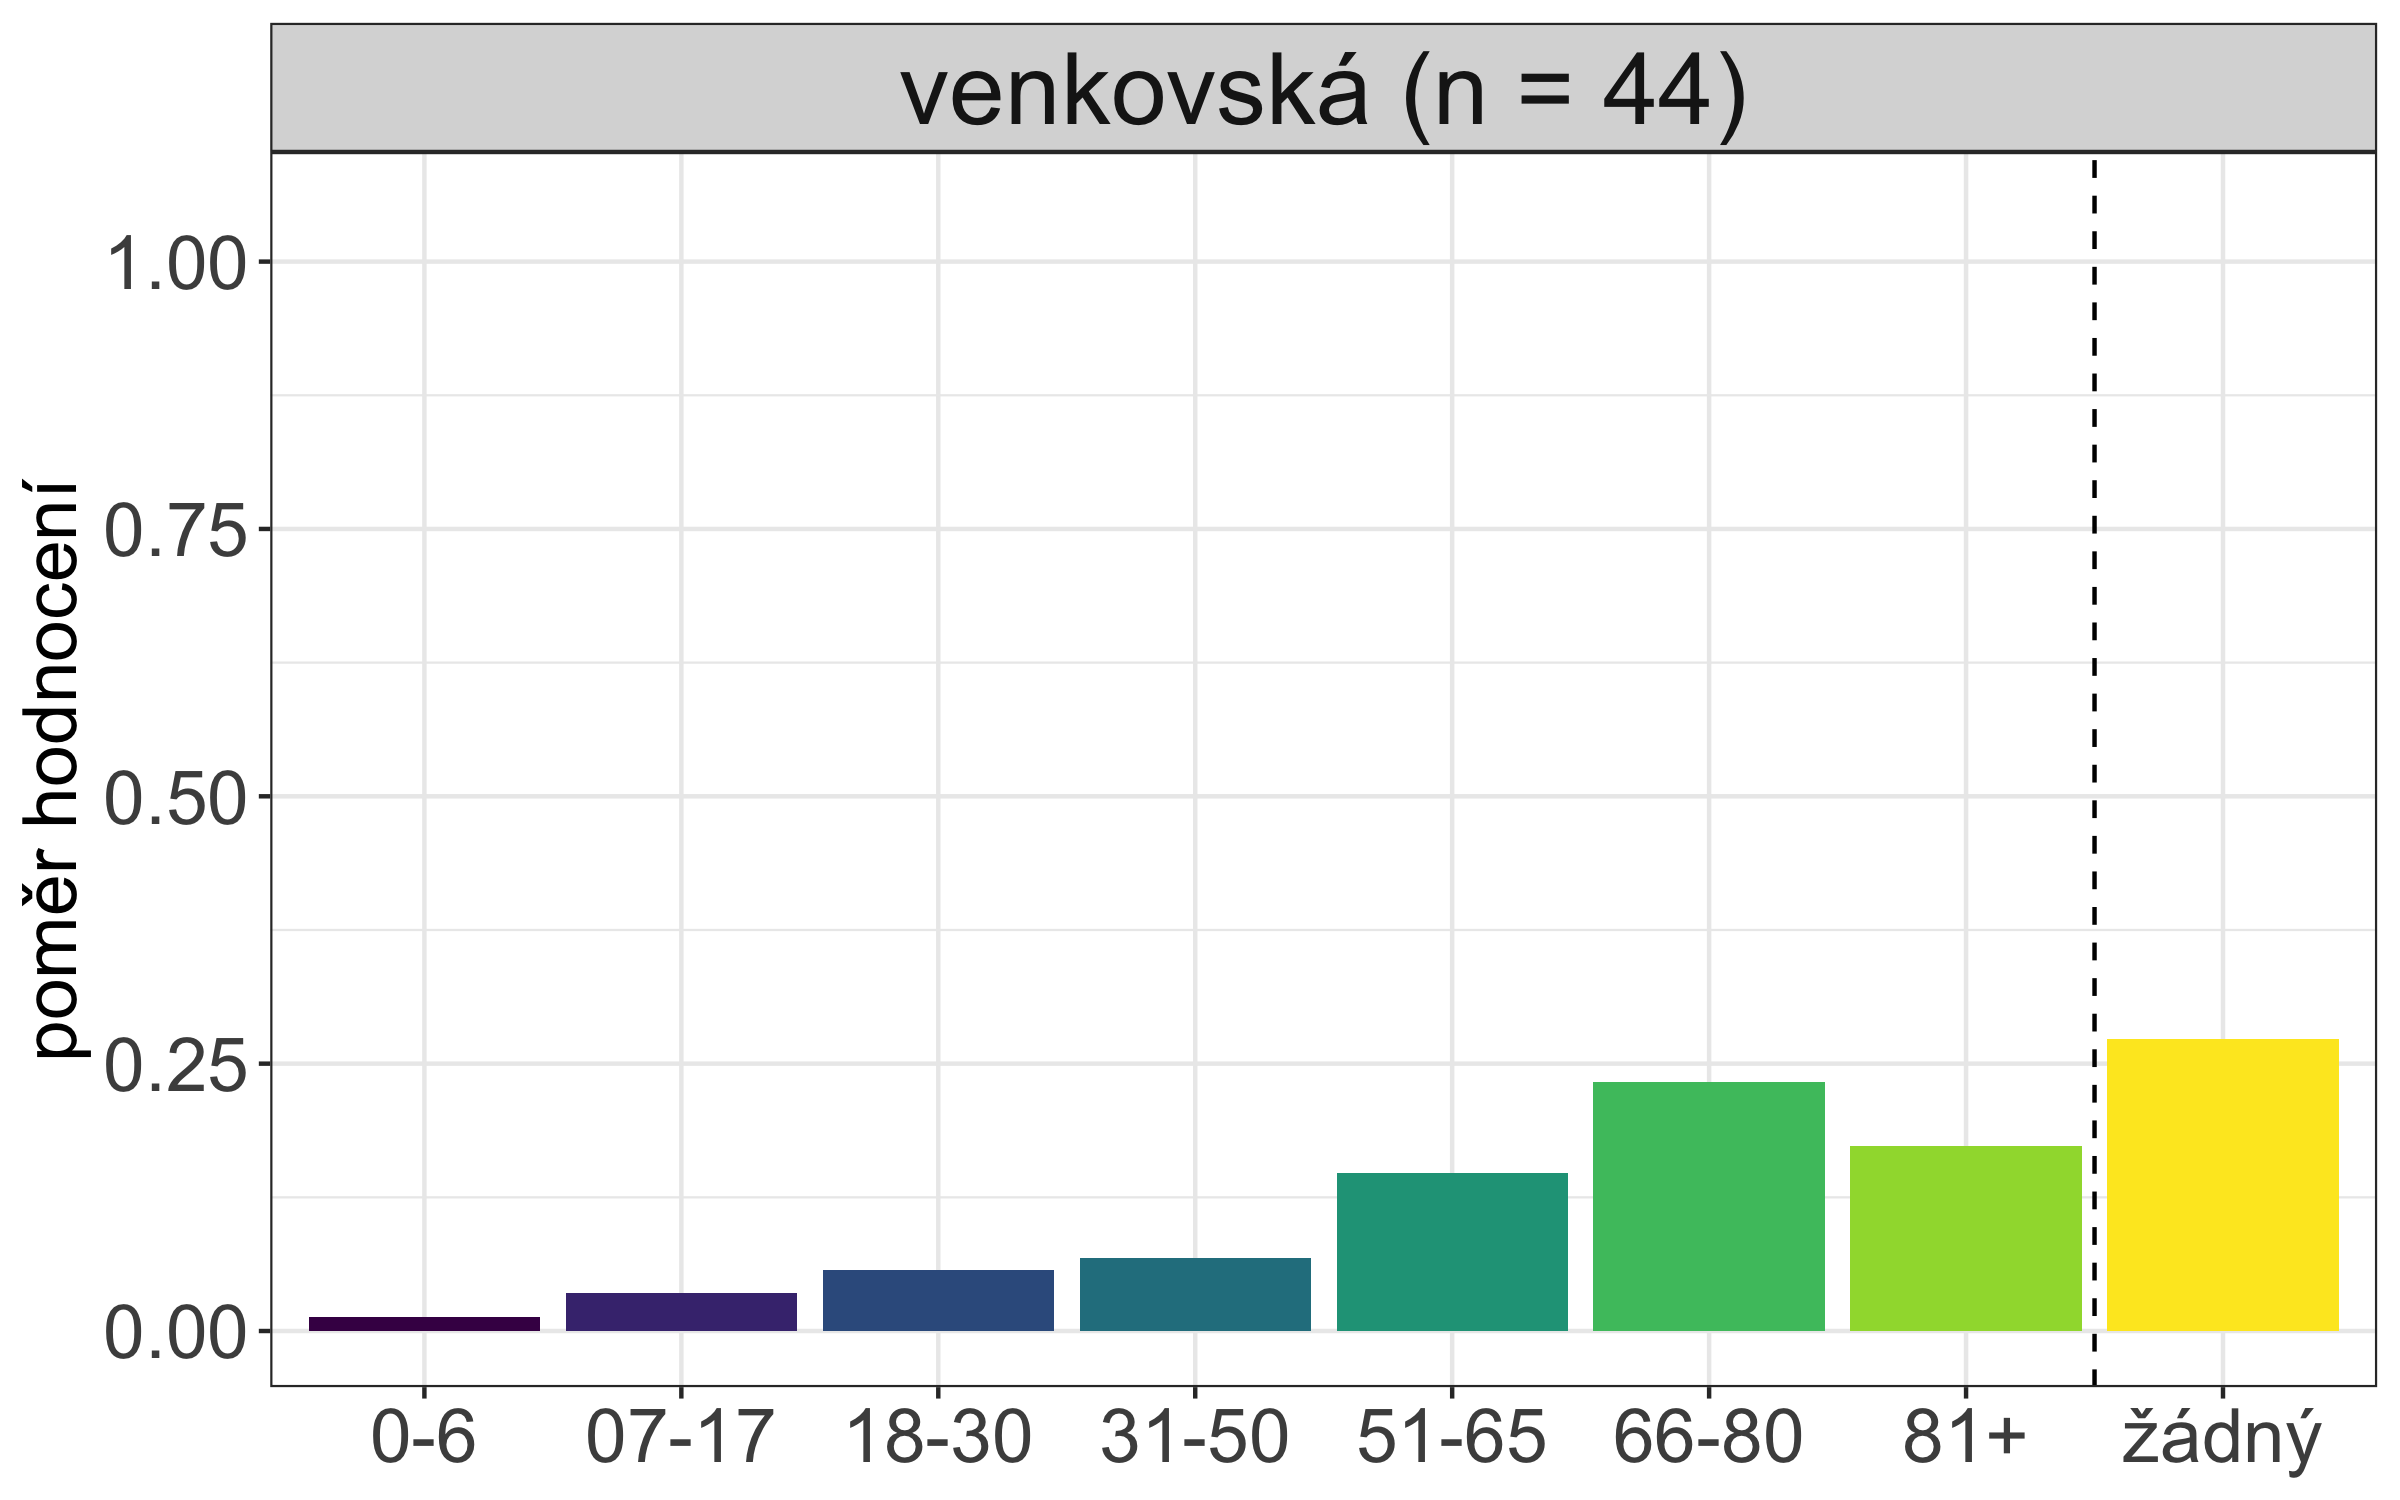 venkovská (n = 44)
poměr hodnocení
1.00
0.75
0.50
0.25
0.00
0-6 07-17 18-30 31-50 51-65 66-80 81+ žádný